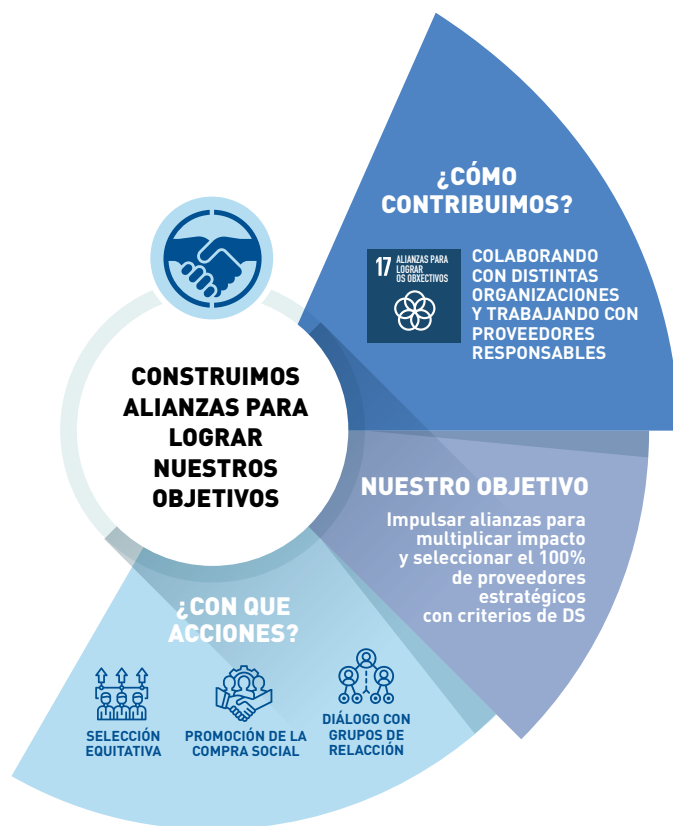 ¿CÓMO
CONTRIBUIMOS?
17 ALIANZAS PARA
LOGRAR
OS OBXECTIVOS
COLABORANDO
CON DISTINTAS
ORGANIZACIONES
Y TRABAJANDO CON
PROVEEDORES
RESPONSABLES
CONSTRUIMOS
ALIANZAS PARA
LOGRAR
NUESTROS
OBJETIVOS
NUESTRO OBJETIVO
Impulsar alianzas para
multiplicar impacto
y seleccionar el 100%
de proveedores
estratégicos
con criterios de DS
¿CON QUE
ACCIONES?
SELECCIÓN
EQUITATIVA
PROMOCIÓN DE LA
COMPRA SOCIAL
DIÁLOGO CON
GRUPOS DE
RELACCIÓN